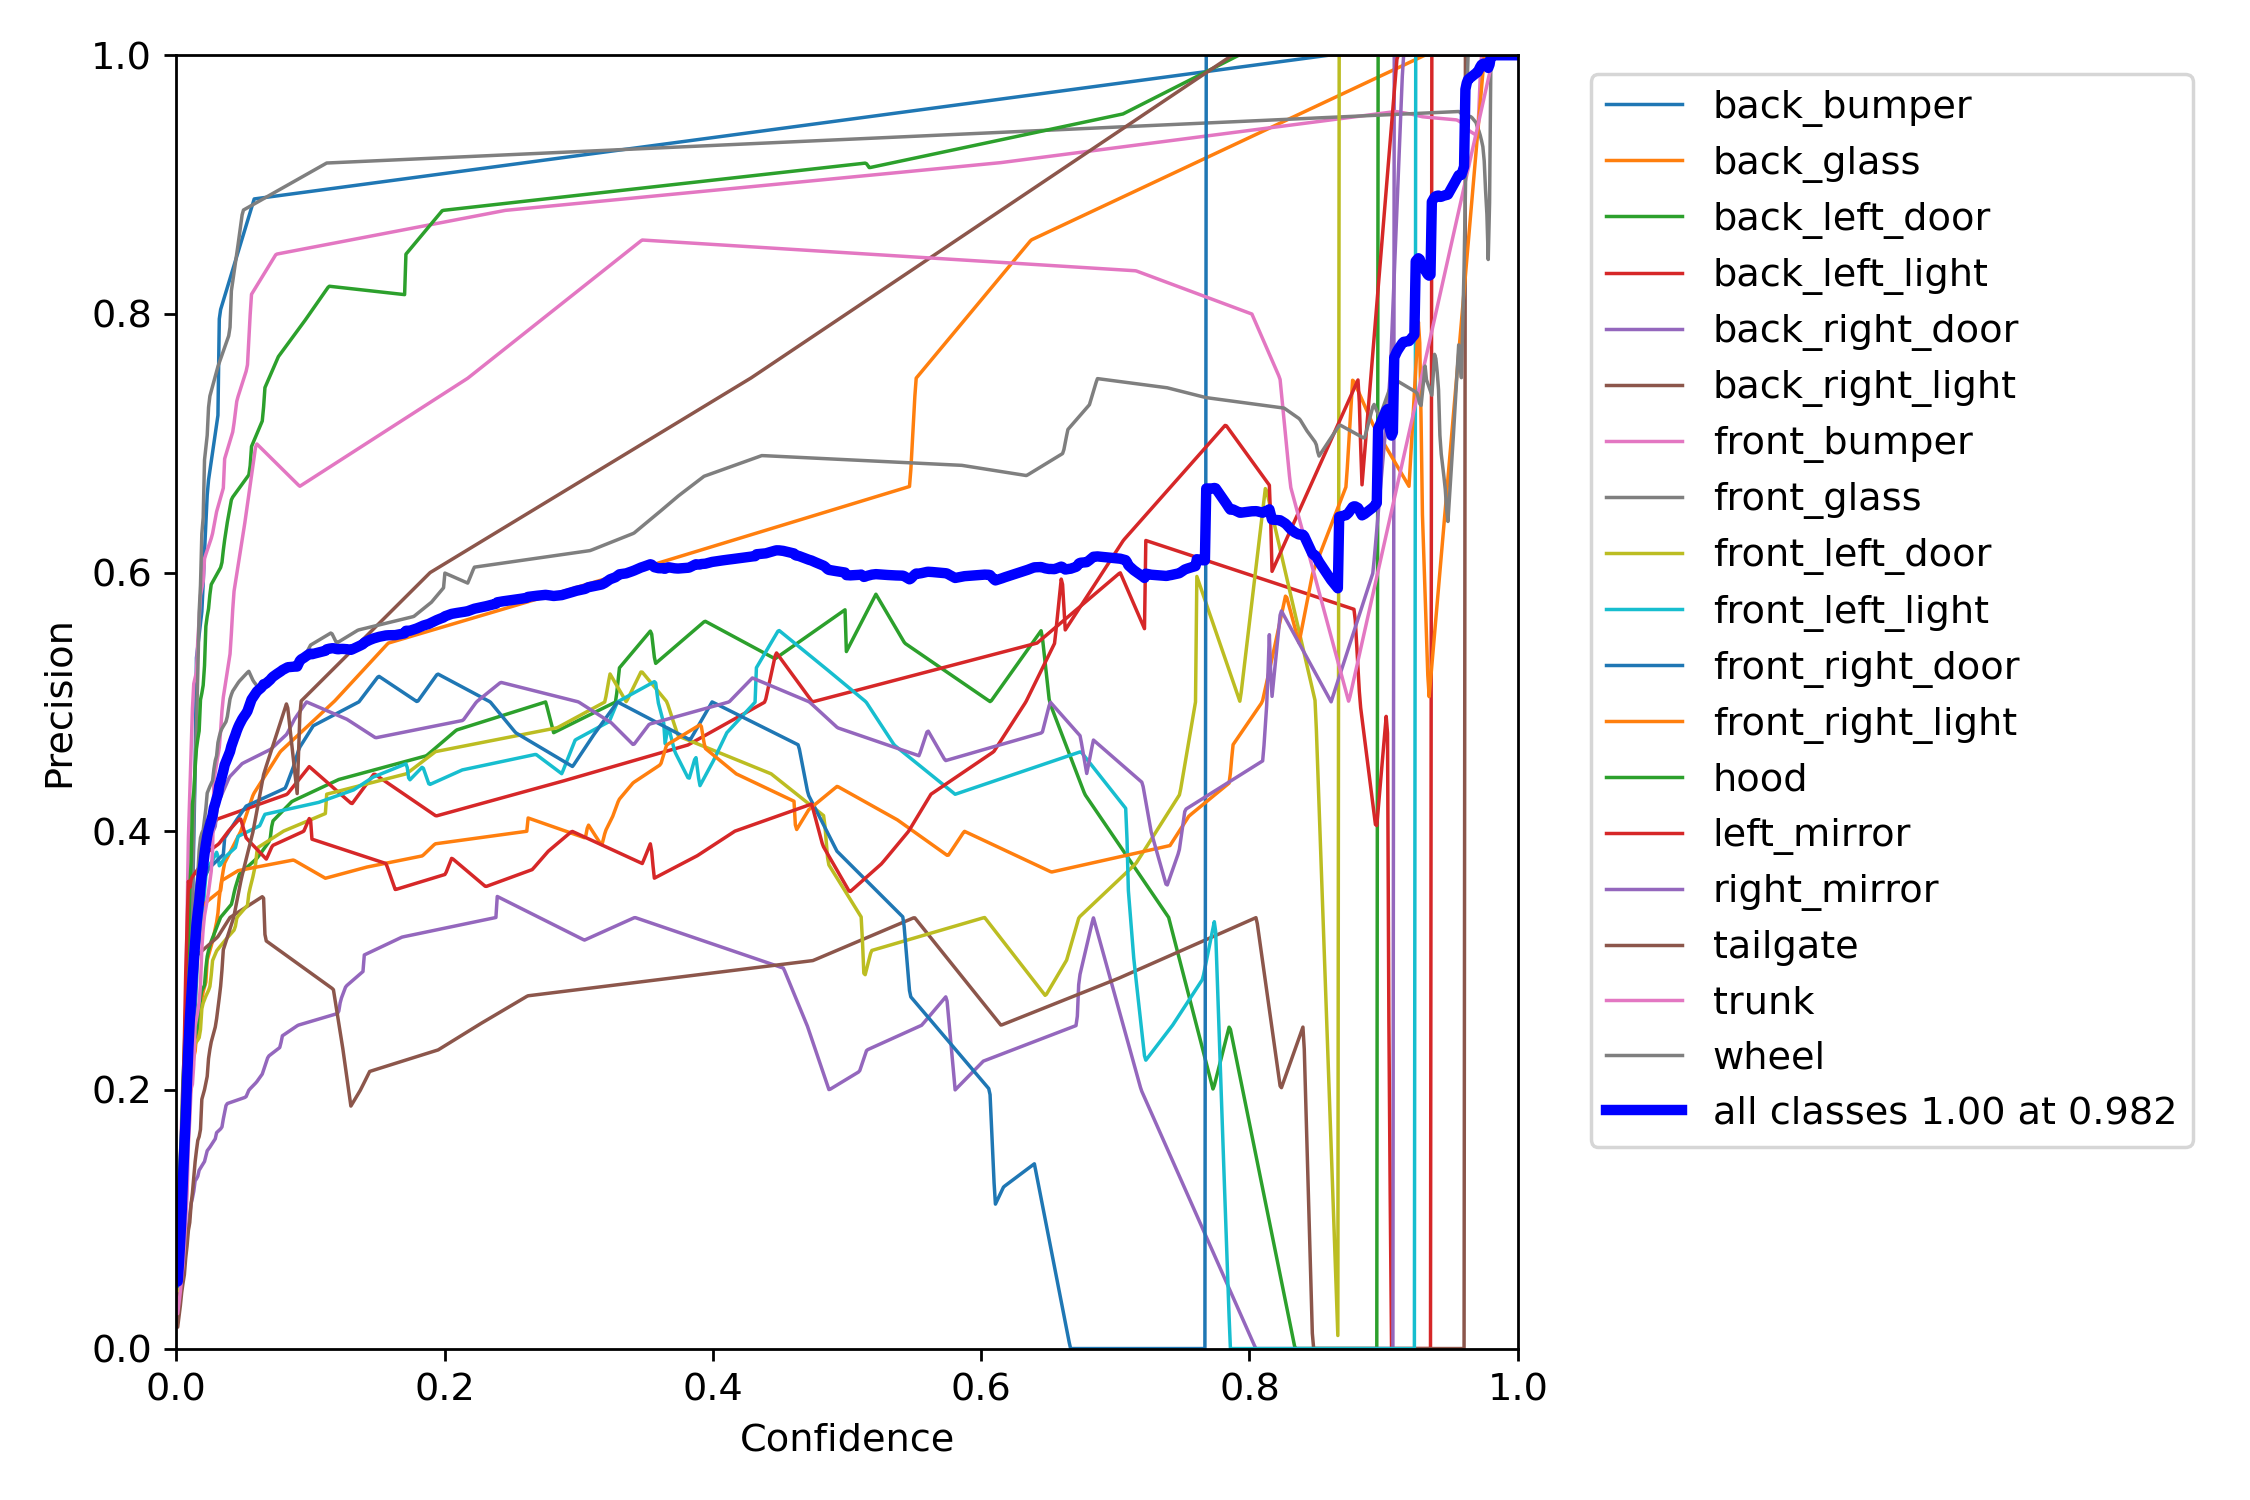 1.0
0.8
0.6
0.4
0.2
0.0
Precision
0.0 0.2 0.4 0.6 0.8 1.0
Confidence
back_bumper
back_glass
back_left_door
back_left_light
back_right_door
back_right_light
front_bumper
front_glass
front_left_door
front_left_light
front_right_door
front_right_light
hood
left_mirror
right_mirror
tailgate
trunk
wheel
all classes 1.00 at 0.982